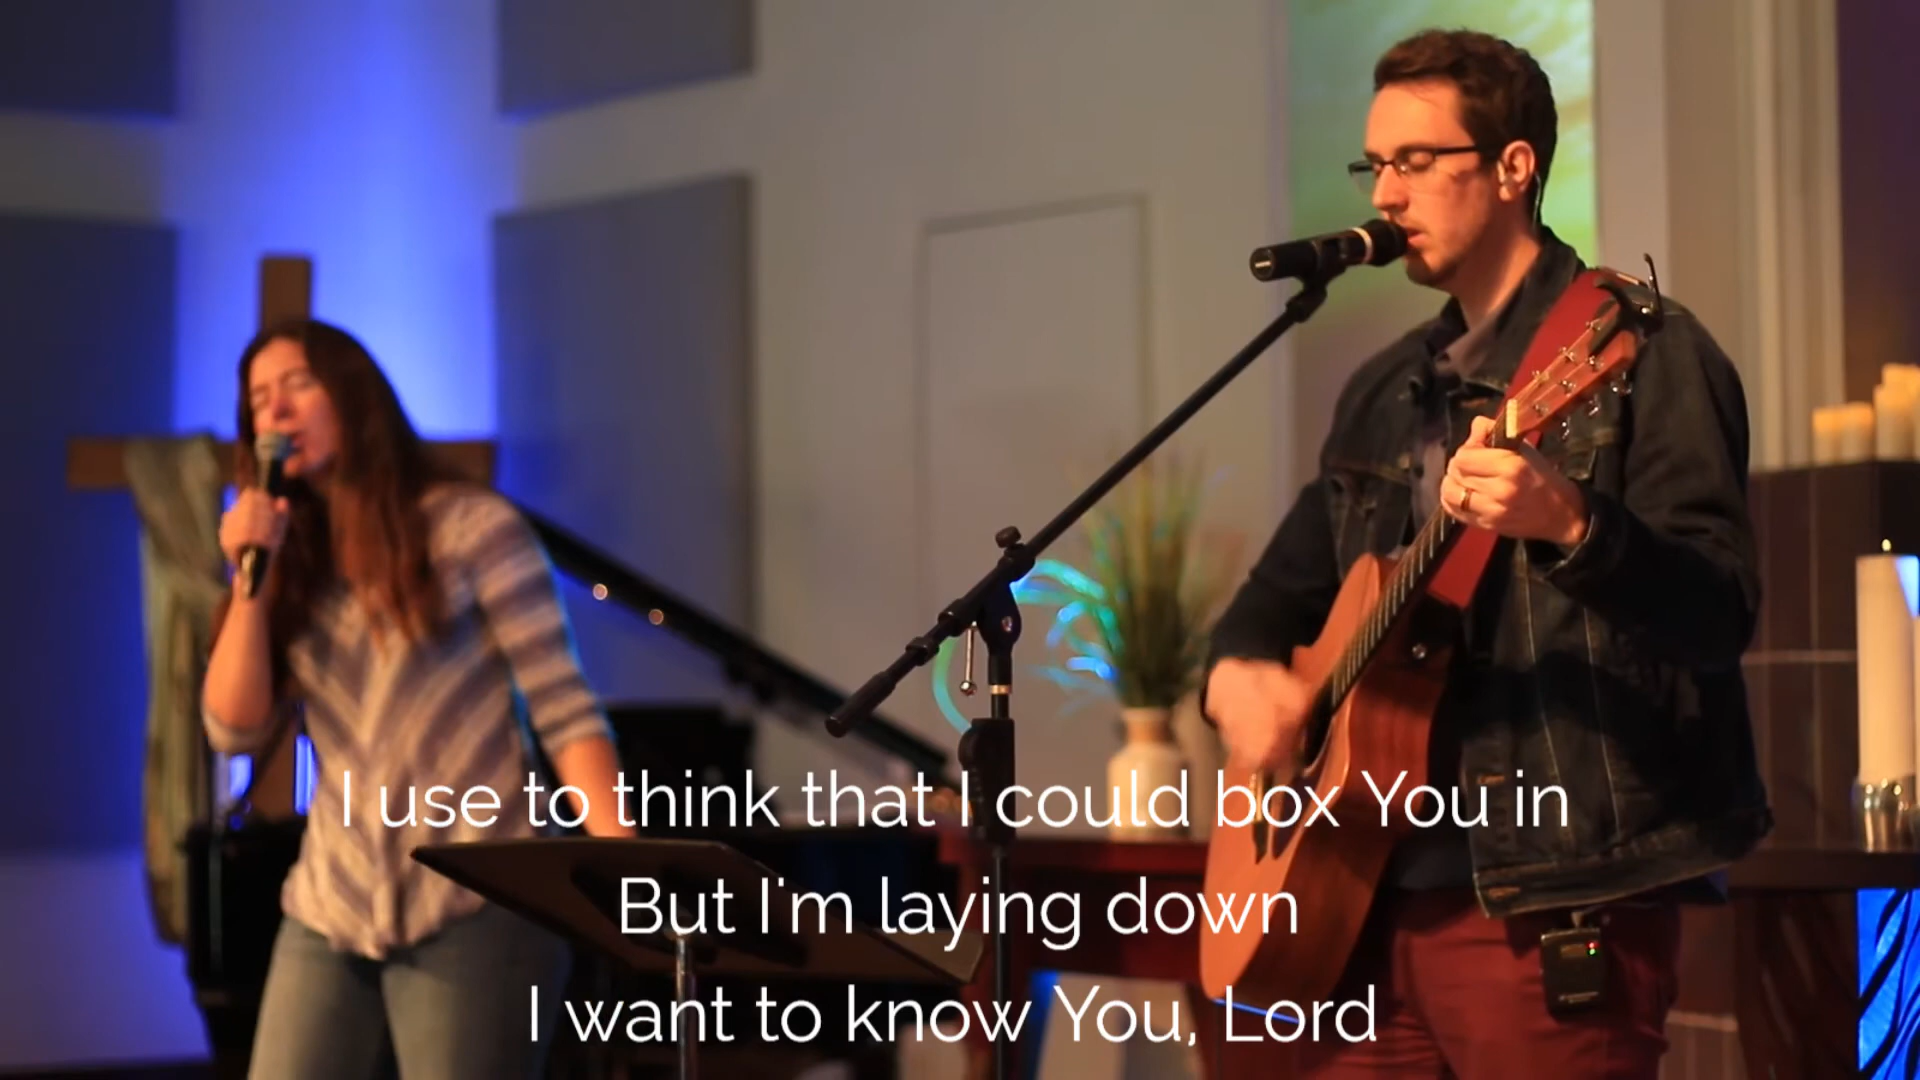 I use to think that I could box You in
But I'm laying down
I want to know You, Lord